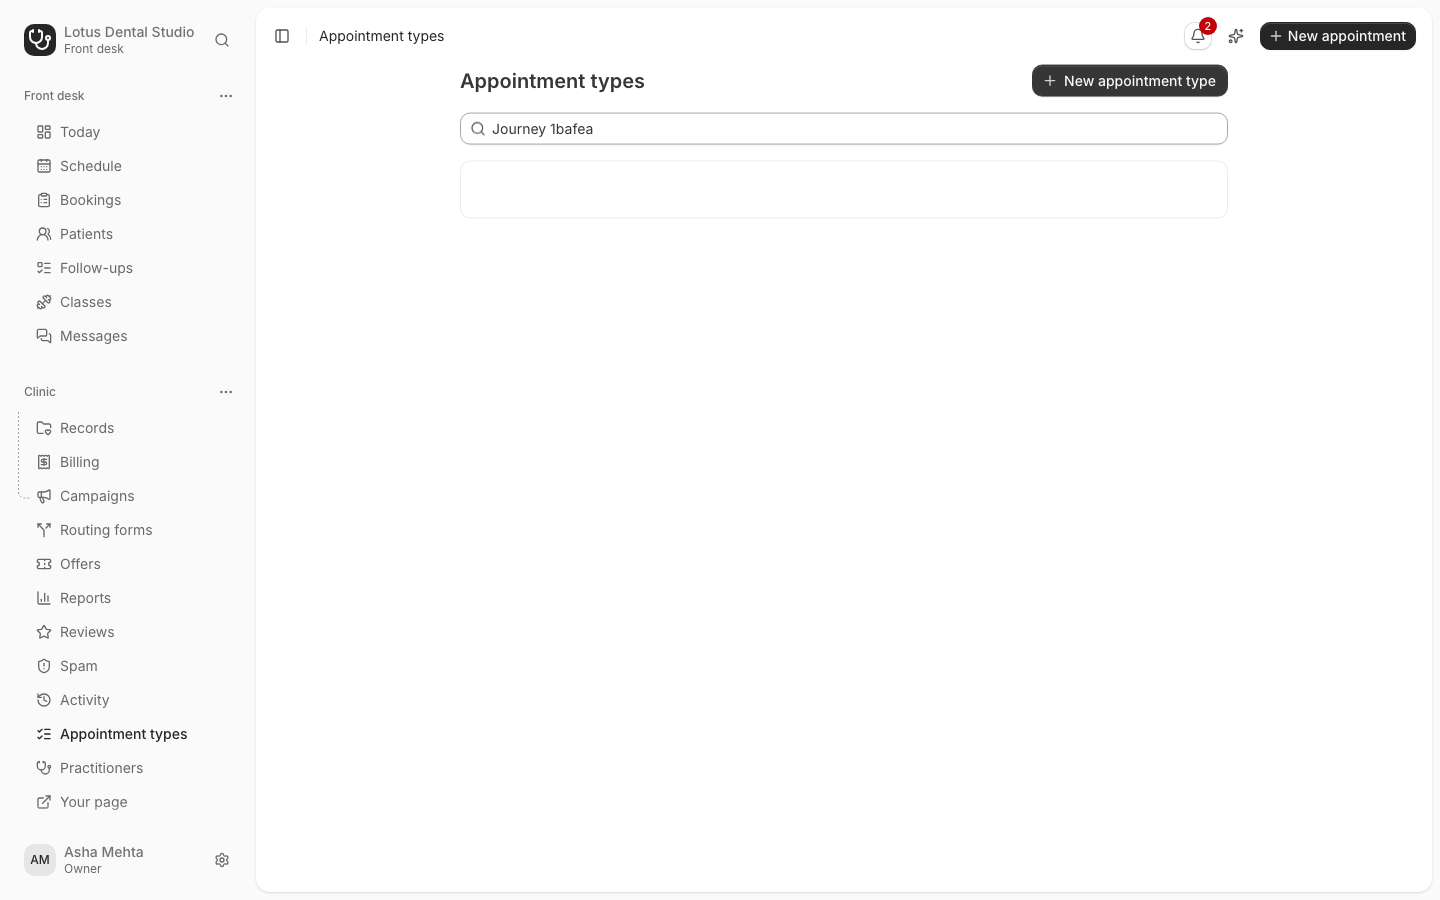 Lotus Dental Studio
Front desk
Front desk
Today
Schedule
Bookings
Patients
Follow-ups
Classes
Messages
Clinic
Records
Billing
Campaigns
Routing forms
Offers
Reports
Reviews
Spam
Activity
Appointment types
Practitioners
Your page
AM
Asha Mehta
Owner
Appointment types
2
New appointment
Appointment types
New appointment type
Journey 1bafea